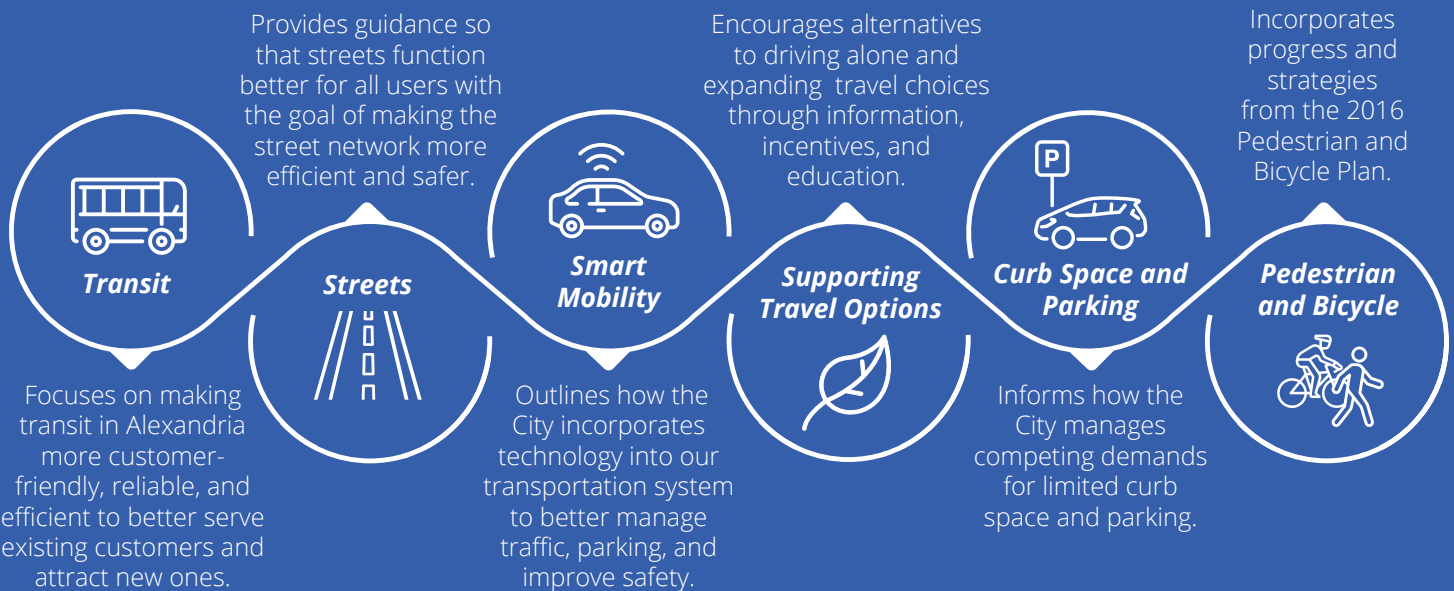 Transit
Focuses on making
transit in Alexandria
more customer-
friendly, reliable, and
efficient to better serve
existing customers and
attract new ones.
Provides guidance so
that streets function
better for all users with
the goal of making the
street network more
efficient and safer.
Streets
Smart
Mobility
Outlines how the
City incorporates
technology into our
transportation system
to better manage
traffic, parking, and
improve safety.
Encourages alternatives
to driving alone and
expanding travel choices
through information,
incentives, and
education.
Supporting
Travel Options
P
Curb Space and
Parking
Informs how the
City manages
competing demands
for limited curb
space and parking.
Incorporates
progress and
strategies
from the 2016
Pedestrian and
Bicycle Plan.
Pedestrian
and Bicycle